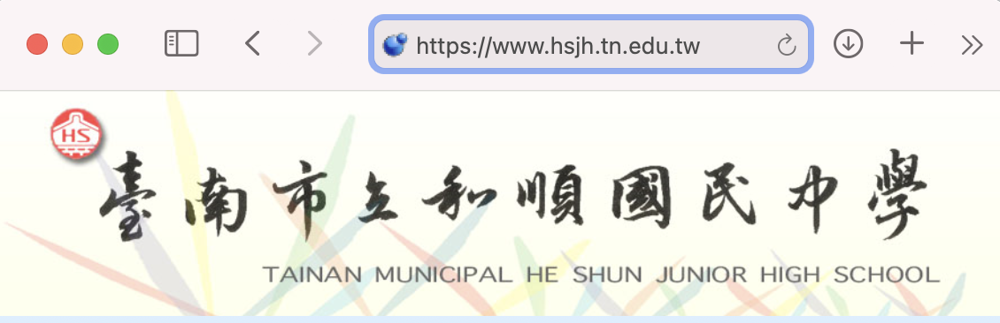 https://www.hsjh.tn.edu.tw
HS
臺南市立和順國民中學
TAINAN MUNICIPAL HE SHUN JUNIOR HIGH SCHOOL